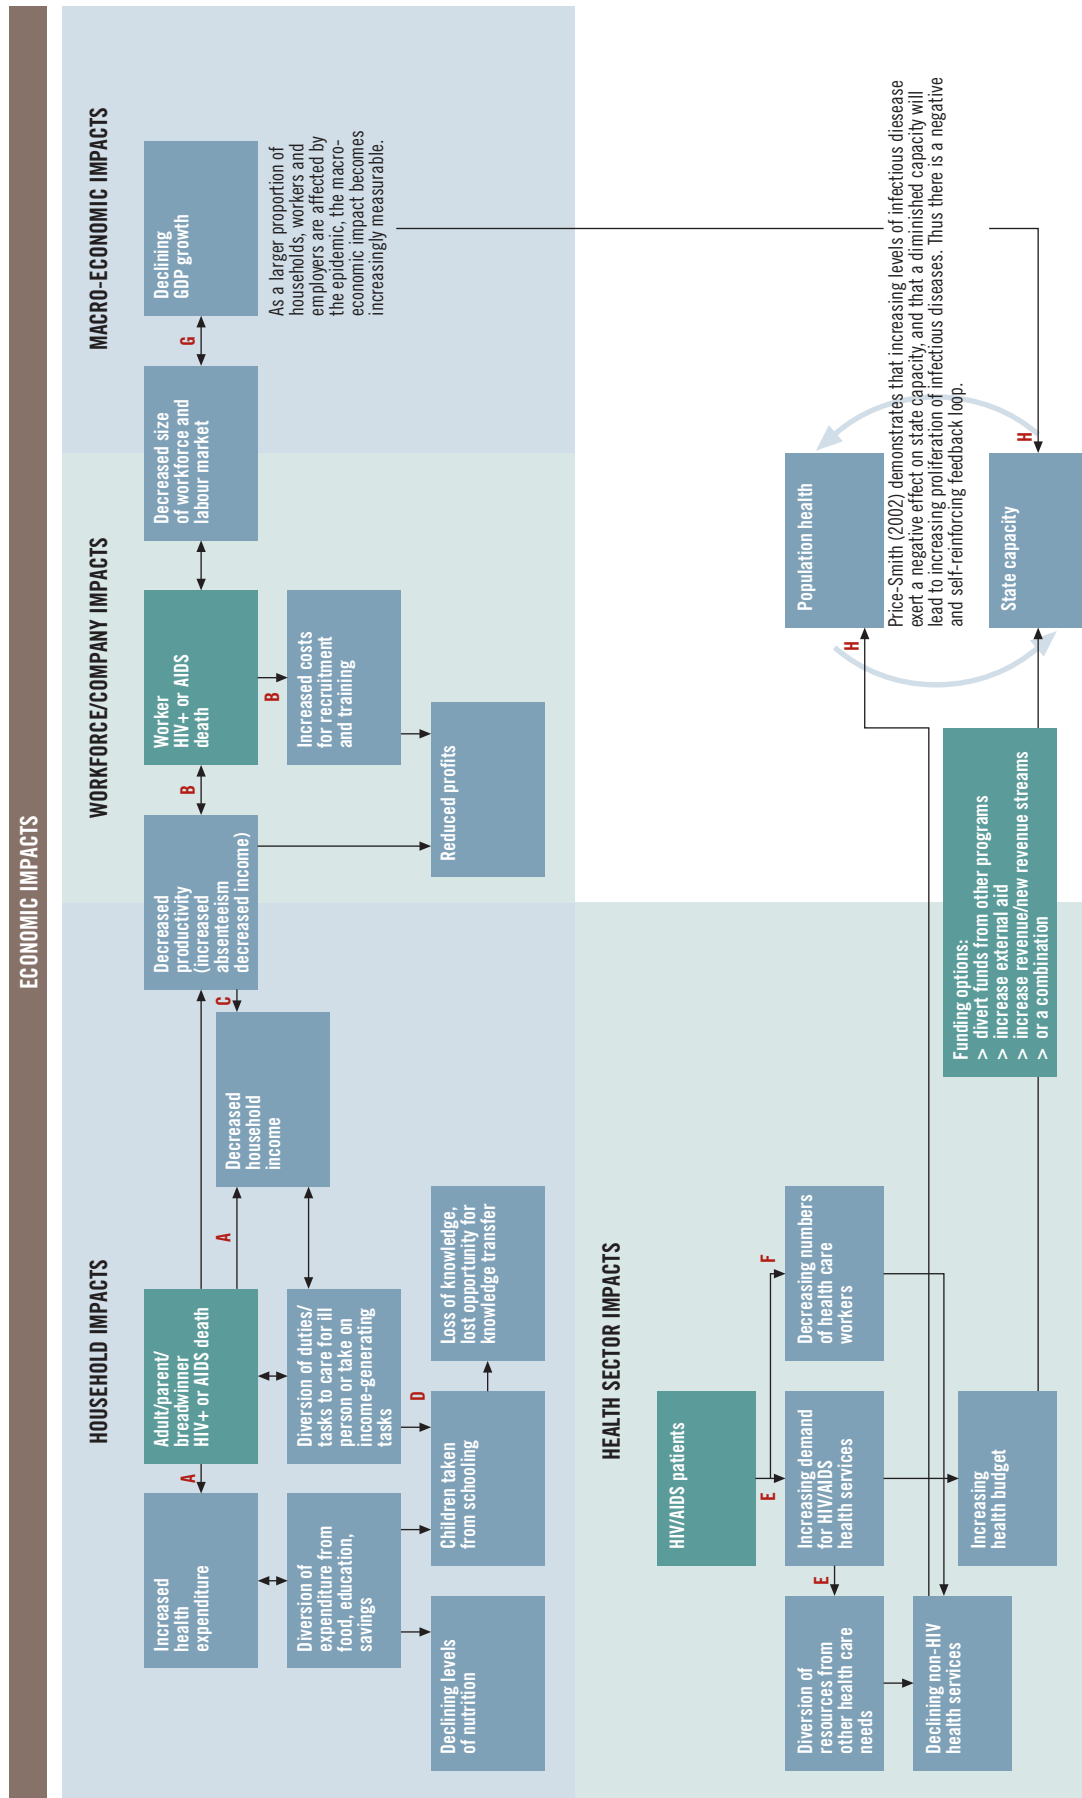 ECONOMIC IMPACTS
HOUSEHOLD IMPACTS
WORKFORCE/COMPANY IMPACTS
MACRO-ECONOMIC IMPACTS
Increased
health
expenditure
A
Adult/parent/
breadwinner
HIV+ or AIDS death
A
Decreased
household
income
C
Decreased
productivity
(increased
absenteeism
decreased income)
B
Worker
HIV+ or AIDS
death
B
Decreased size
of workforce and
labour market
G
Declining
GDP growth
Diversion of
expenditure from
food, education,
savings
Diversion of duties/
tasks to care for ill
person or take on
income-generating
tasks
D
Increased costs
for recruitment
and training
As a larger proportion of
households, workers and
employers are affected by
the epidemic, the macro-
economic impact becomes
increasingly measurable.
Declining levels
of nutrition
Children taken
from schooling
Loss of knowledge,
lost opportunity for
knowledge transfer
Reduced profits
HEALTH SECTOR IMPACTS
HIV/AIDS patients
E
F
Diversion of
resources from
other health care
needs
E
Increasing demand
for HIV/AIDS
health services
Decreasing numbers
of health care
workers
Declining non-HIV
health services
Increasing
health budget
Funding options:
> divert funds from other programs
> increase external aid
> increase revenue/new revenue streams
> or a combination
H
Population health
Price-Smith (2002) demonstrates that increasing levels of infectious diesease
exert a negative effect on state capacity, and that a diminished capacity will
lead to increasing proliferation of infectious diseases. Thus there is a negative
and self-reinforcing feedback loop.
State capacity
H